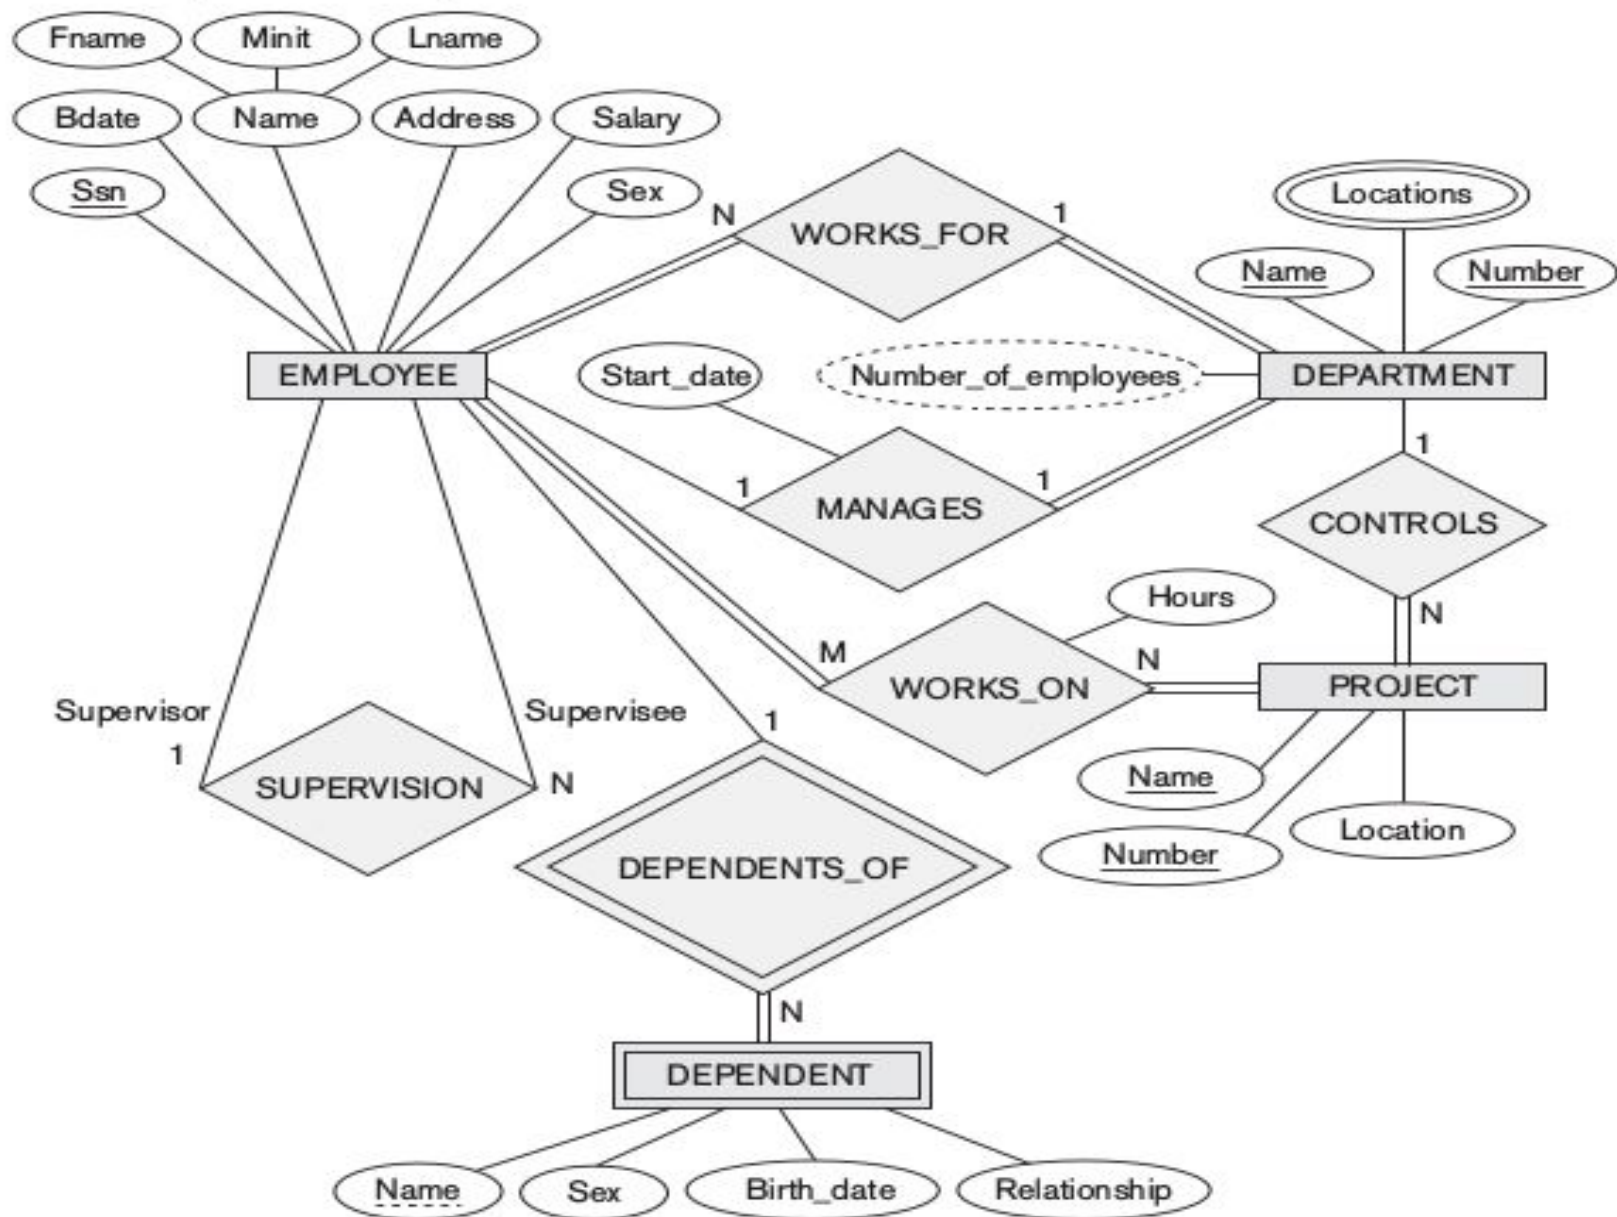 Fname Minit Lname
Bdate Name Address Salary
Ssn Sex
Locations
N WORKS_FOR 1
Name Number
EMPLOYEE Start_date Number_of_employees DEPARTMENT
1
1 MANAGES 1
CONTROLS
Hours
N
M WORKS_ON N PROJECT
Supervisor Supervisee 1
1 SUPERVISION N
Name
Location
Number
DEPENDENTS_OF
N
DEPENDENT
Name Sex Birth_date Relationship